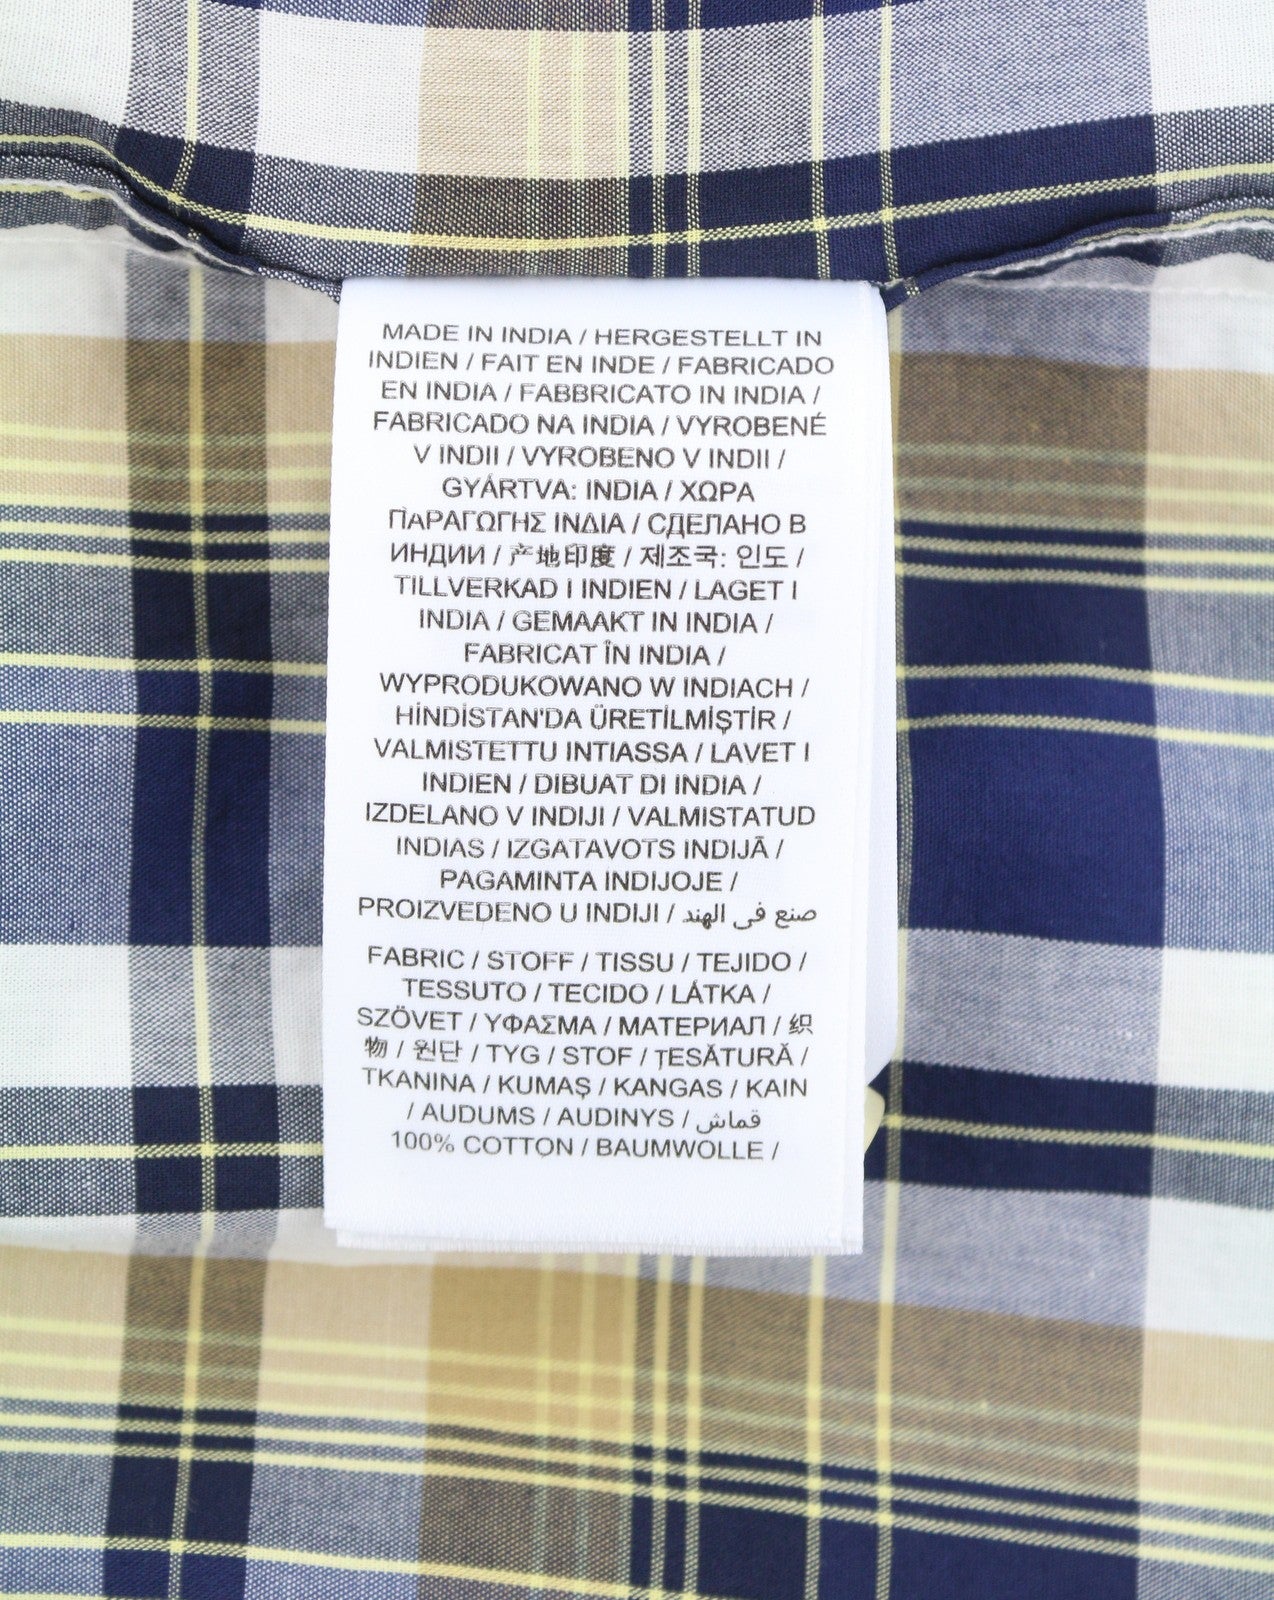 MADE IN INDIA / HERGESTELLT IN
INDIEN / FAIT EN INDE / FABRICADO
EN INDIA / FABBRICATO IN INDIA /
FABRICADO NA INDIA / VYROBENÉ
V INDII / VYROBENO V INDII /
GYÁRTVA: INDIA / ΧΩΡΑ
ΠαΡΑΓΩΓΗΣ ΙΝΔΙΑ / СДЕЛАНО В
ИНДИИ / 产地印度 / 제조국: 인도 /
TILLVERKAD I INDIEN / LAGET I
INDIA / GEMAAKT IN INDIA /
FABRICAT ÎN INDIA /
WYPRODUKOWANO W INDIACH /
HİNDİSTAN'DA ÜRETİLMİŞTİR /
VALMISTETTU INTIASSA / LAVET I
INDIEN / DIBUAT DI INDIA /
IZDELANO V INDIJI / VALMISTATUD
INDIAS / IZGATAVOTS INDIJĀ /
PAGAMINTA INDIJOJE /
PROIZVEDENO U INDIJI / صنع في الهند
FABRIC / STOFF / TISSU / TEJIDO /
TESSUTO / TECIDO / LÁTKA /
SZÖVET / ΥΦΑΣΜΑ / МАТЕРИАЛ / 织
物 / 원단 / TYG / STOF / ȚESĂTURĂ /
TKANINA / KUMAŞ / KANGAS / KAIN
/ AUDUMS / AUDINYS / قماش
100% COTTON / BAUMWOLLE /